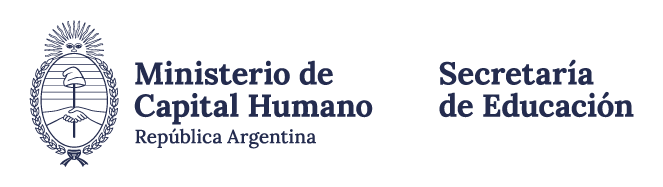 Ministerio de
Capital Humano
República Argentina
Secretaría
de Educación